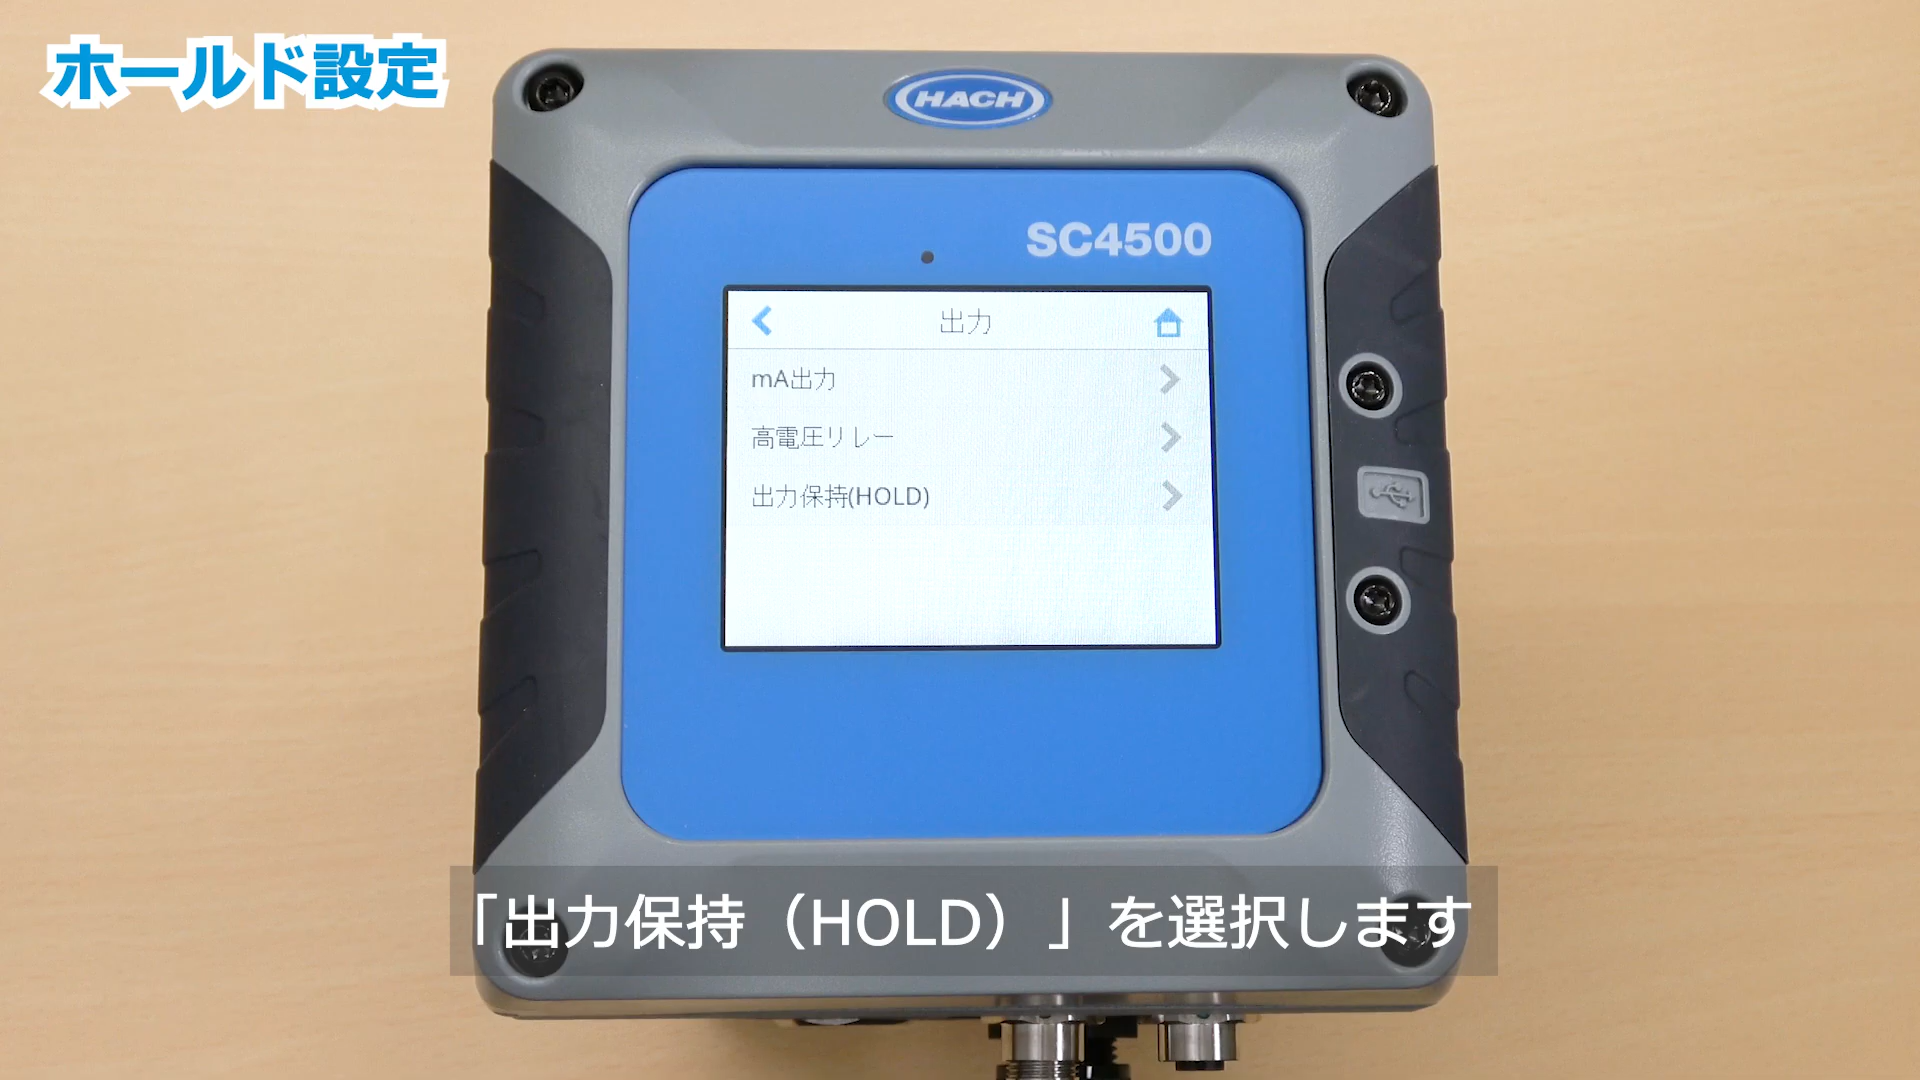 ホールド設定
HACH
SC4500
出力
mA出力
高電圧リレー
出力保持(HOLD)
「出力保持（HOLD）」を選択します